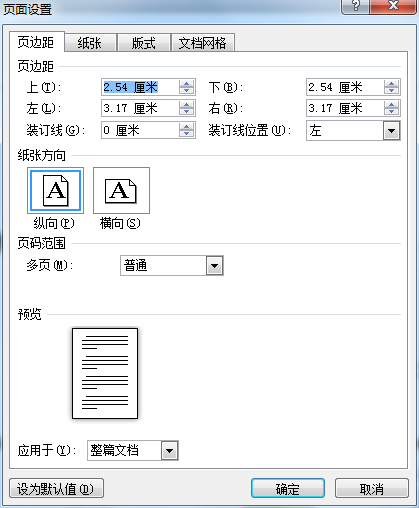 页面设置
页边距 纸张 版式 文档网格
页边距
上(T): 2.54 厘米 下(B): 2.54 厘米
左(L): 3.17 厘米 右(R): 3.17 厘米
装订线(G): 0 厘米 装订线位置(U): 左
纸张方向
A A
纵向(P) 横向(S)
页码范围
多页(M): 普通
预览
应用于(Y): 整篇文档
设为默认值(D) 确定 取消